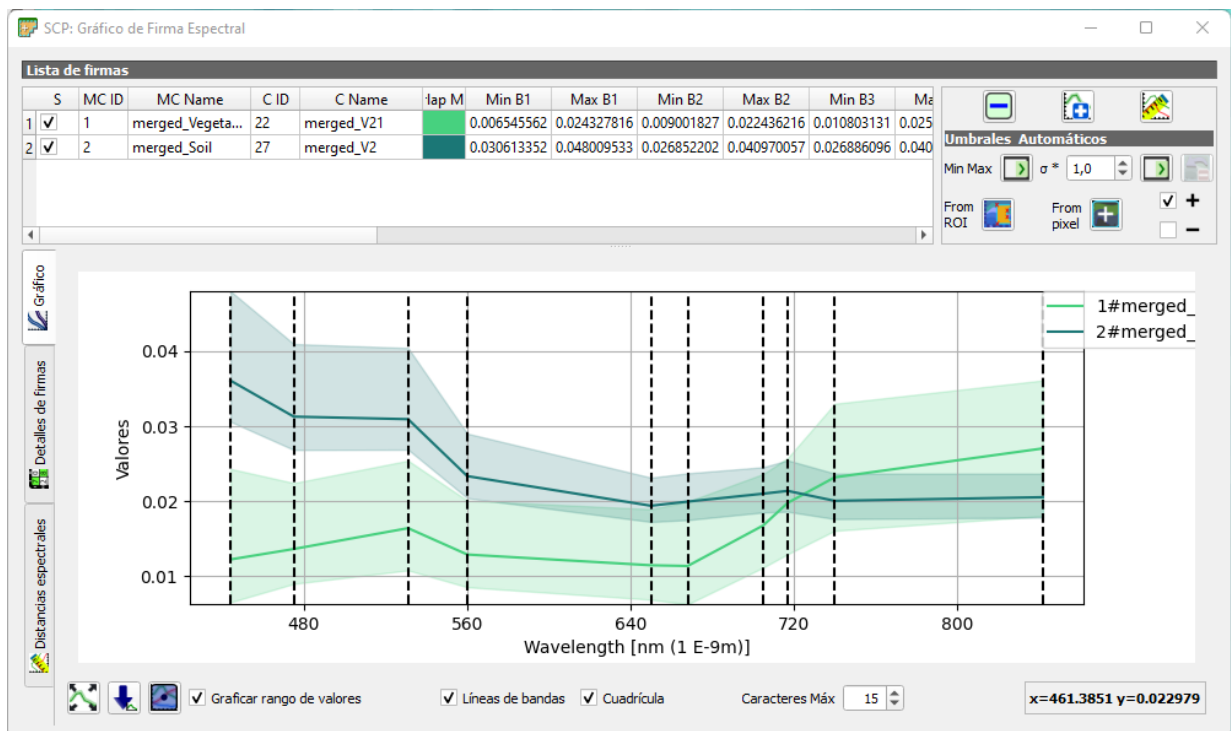 SCP: Gráfico de Firma Espectral
Lista de firmas
S MC ID MC Name C ID C Name Min B1 Max B1 Min B2 Max B2 Min B3
1 1 merged_Vegeta... 22 merged_V21 0.006545562 0.024327816 0.009001827 0.022436216 0.010803131 0.025
2 2 merged_Soil 27 merged_V2 0.030613352 0.048009533 0.026852202 0.040970057 0.026886096 0.040
Umbrales Automáticos
Min Max σ * 1,0
From ROI From pixel + −
Gráfico
Detalles de firmas
Distancias espectrales
1#merged_
2#merged_
0.04
0.03
0.02
0.01
Valores
480 560 640 720 800
Wavelength [nm (1 E-9m)]
Graficar rango de valores Líneas de bandas Cuadrícula Caracteres Máx 15 x=461.3851 y=0.022979